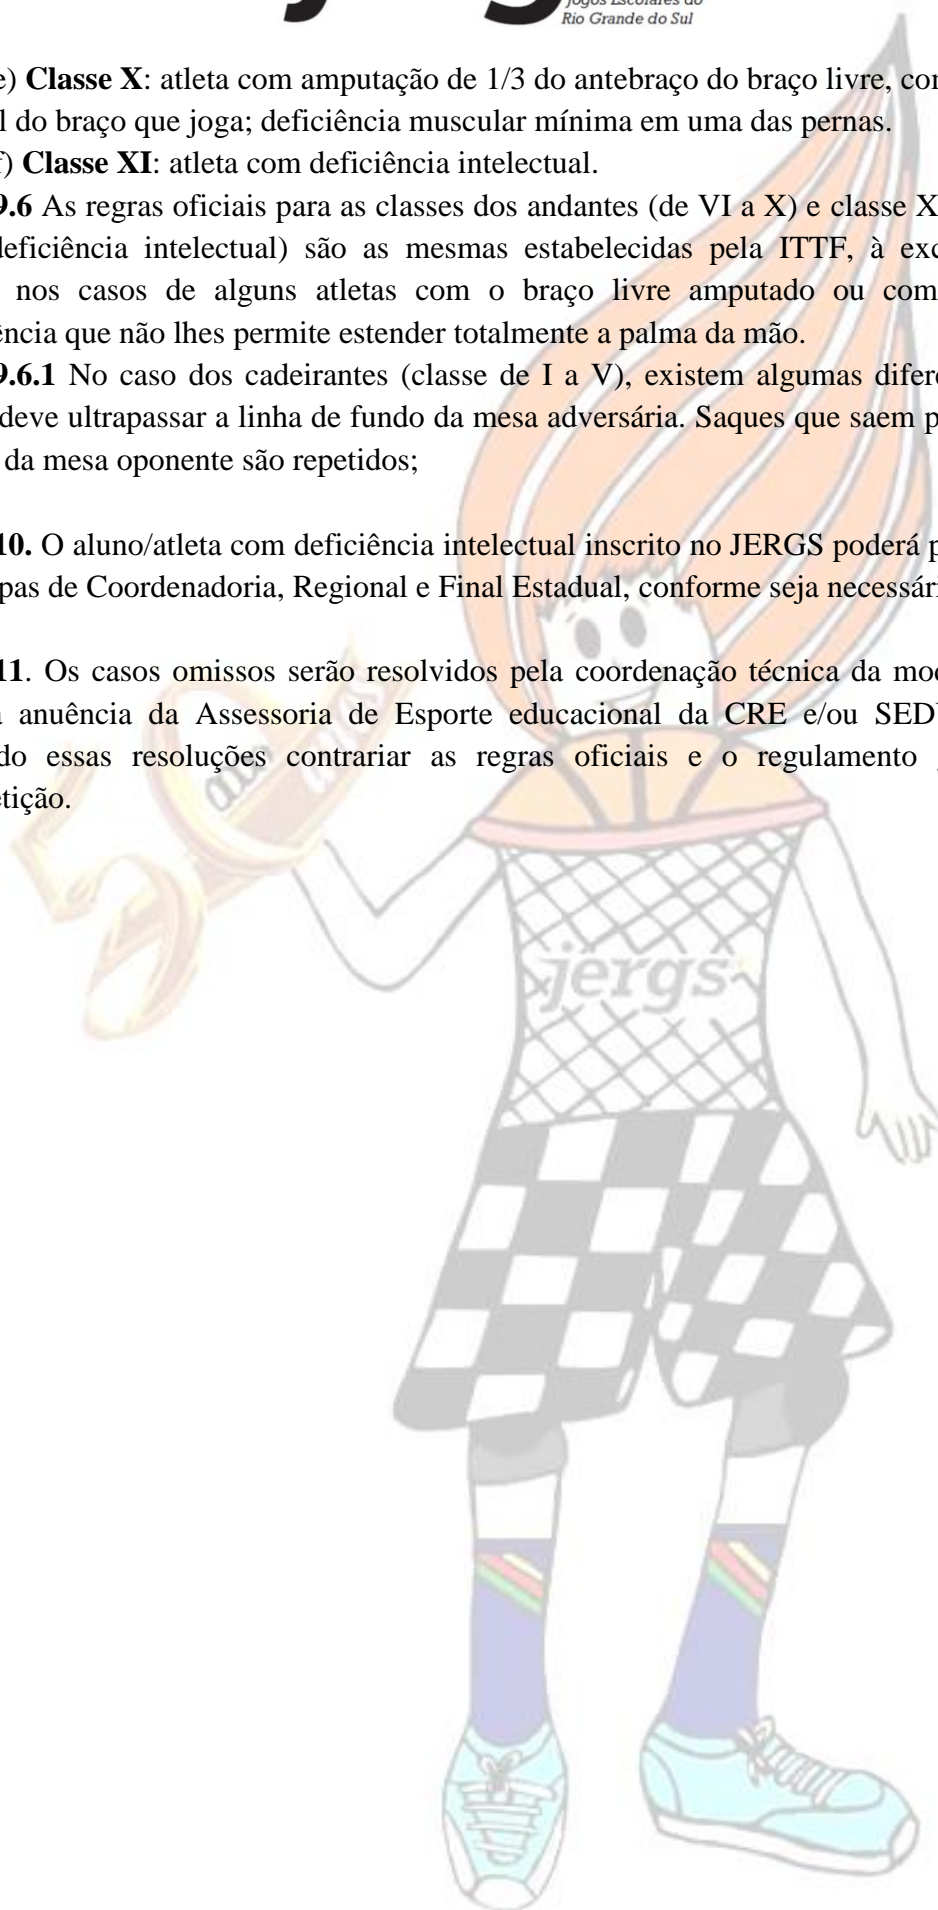 jogos Escolares do
Rio Grande do Sul
e) Classe X: atleta com amputação de 1/3 do antebraço do braço livre,
l do braço que joga; deficiência muscular mínima em uma das pernas.
f) Classe XI: atleta com deficiência intelectual.
9.6 As regras oficiais para as classes dos andantes (de VI a X) e classe X
deficiência intelectual) são as mesmas estabelecidas pela ITTF, à
nos casos de alguns atletas com o braço livre amputado ou com
ência que não lhes permite estender totalmente a palma da mão.
9.6.1 No caso dos cadeirantes (classe de I a V), existem algumas
deve ultrapassar a linha de fundo da mesa adversária. Saques que saem p
da mesa oponente são repetidos;
10. O aluno/atleta com deficiência intelectual inscrito no JERGS poderá p
pas de Coordenadoria, Regional e Final Estadual, conforme seja necessári
11. Os casos omissos serão resolvidos pela coordenação técnica da mo
a anuência da Assessoria de Esporte educacional da CRE e/ou SED
do essas resoluções contrariar as regras oficiais e o regulamento
etição.
50 anos
jergs